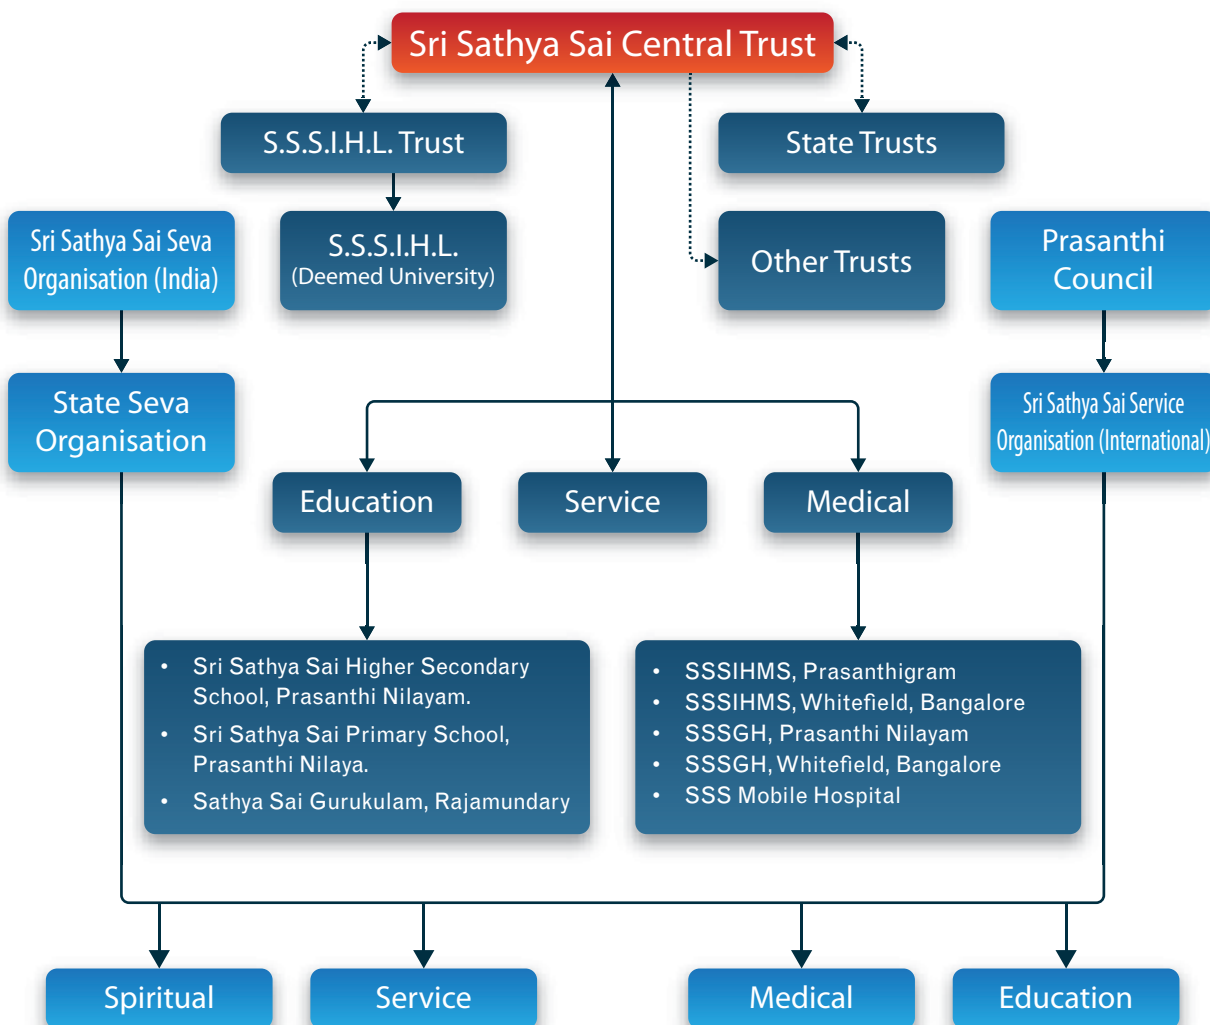 Sri Sathya Sai Central Trust
S.S.S.I.H.L. Trust
State Trusts
Sri Sathya Sai Seva
Organisation (India)
S.S.S.I.H.L.
(Deemed University)
Other Trusts
Prasanthi
Council
State Seva
Organisation
Sri Sathya Sai Service
Organisation (International)
Education
Service
Medical
• Sri Sathya Sai Higher Secondary
School, Prasanthi Nilayam.
• Sri Sathya Sai Primary School,
Prasanthi Nilaya.
• Sathya Sai Gurukulam, Rajamundary
• SSSIHMS, Prasanthigram
• SSSIHMS, Whitefield, Bangalore
• SSSGH, Prasanthi Nilayam
• SSSGH, Whitefield, Bangalore
• SSS Mobile Hospital
Spiritual
Service
Medical
Education